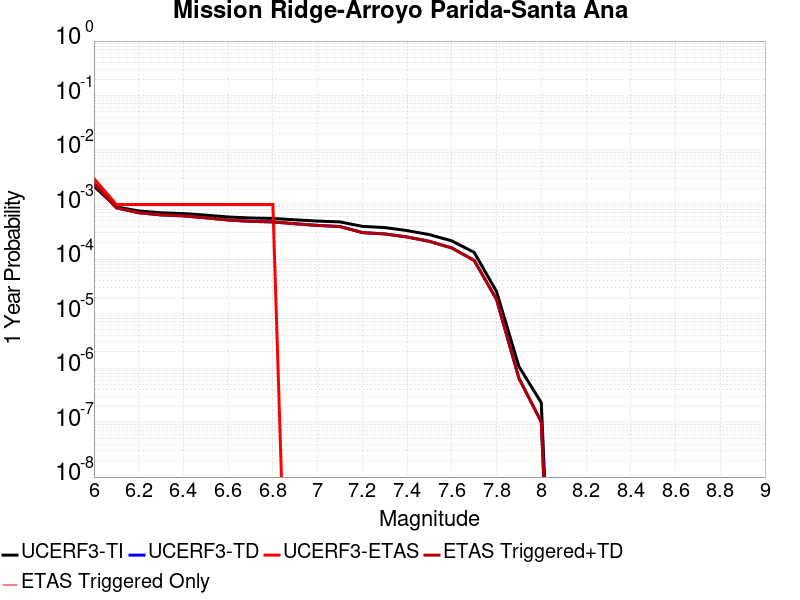 Mission Ridge-Arroyo Parida-Santa Ana
1 Year Probability
10^0
10^-1
10^-2
10^-3
10^-4
10^-5
10^-6
10^-7
10^-8
6 6.2 6.4 6.6 6.8 7 7.2 7.4 7.6 7.8 8 8.2 8.4 8.6 8.8 9
Magnitude
UCERF3-TI UCERF3-TD UCERF3-ETAS ETAS Triggered+TD
ETAS Triggered Only